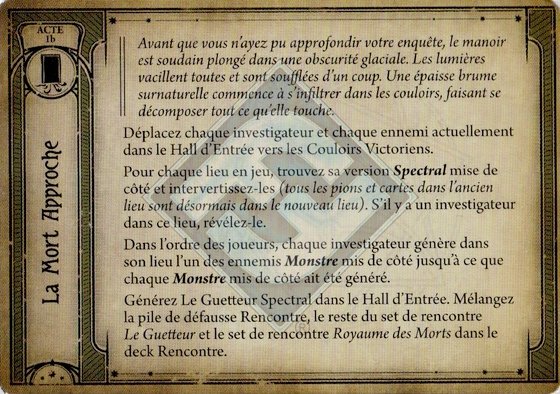 ACTE
1b
La Mort Approche
Avant que vous n'ayez pu approfondir votre enquête, le manoir
est soudain plongé dans une obscurité glaciale. Les lumières
vacillent toutes et sont soufflées d'un coup. Une épaisse brume
surnaturelle commence à s'infiltrer dans les couloirs, faisant se
décomposer tout ce qu'elle touche.
Déplacez chaque investigateur et chaque ennemi actuellement
dans le Hall d'Entrée vers les Couloirs Victoriens.
Pour chaque lieu en jeu, trouvez sa version Spectral mise de
côté et intervertissez-les (tous les pions et cartes dans l'ancien
lieu sont désormais dans le nouveau lieu). S'il y a un investigateur
dans ce lieu, révélez-le.
Dans l'ordre des joueurs, chaque investigateur génère dans
son lieu l'un des ennemis Monstre mis de côté jusqu'à ce que
chaque Monstre mis de côté ait été généré.
Générez Le Guetteur Spectral dans le Hall d'Entrée. Mélangez
la pile de défausse Rencontre, le reste du set de rencontre
Le Guetteur et le set de rencontre Royaume des Morts dans le
deck Rencontre.